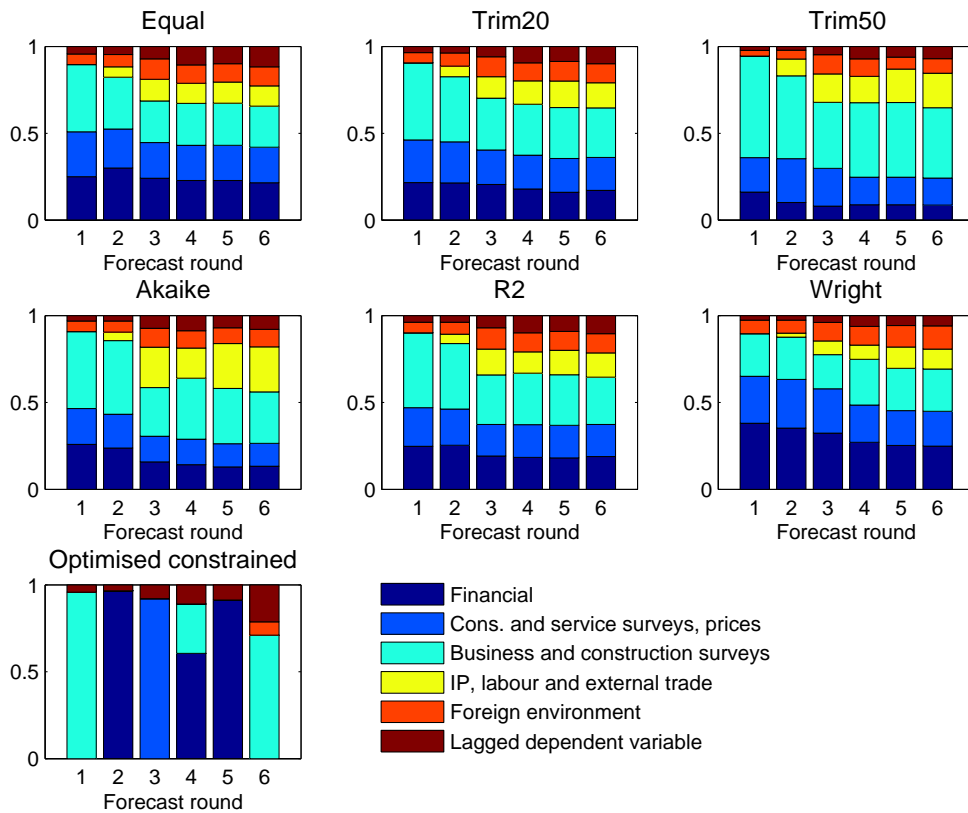 Equal
Trim20
Trim50
1
0.5
0
1 2 3 4 5 6
Forecast round
1
0.5
0
1 2 3 4 5 6
Forecast round
1
0.5
0
1 2 3 4 5 6
Forecast round
Akaike
R2
Wright
1
0.5
0
1 2 3 4 5 6
Forecast round
1
0.5
0
1 2 3 4 5 6
Forecast round
1
0.5
0
1 2 3 4 5 6
Forecast round
Optimised constrained
1
0.5
0
1 2 3 4 5 6
Forecast round
Financial
Cons. and service surveys, prices
Business and construction surveys
IP, labour and external trade
Foreign environment
Lagged dependent variable